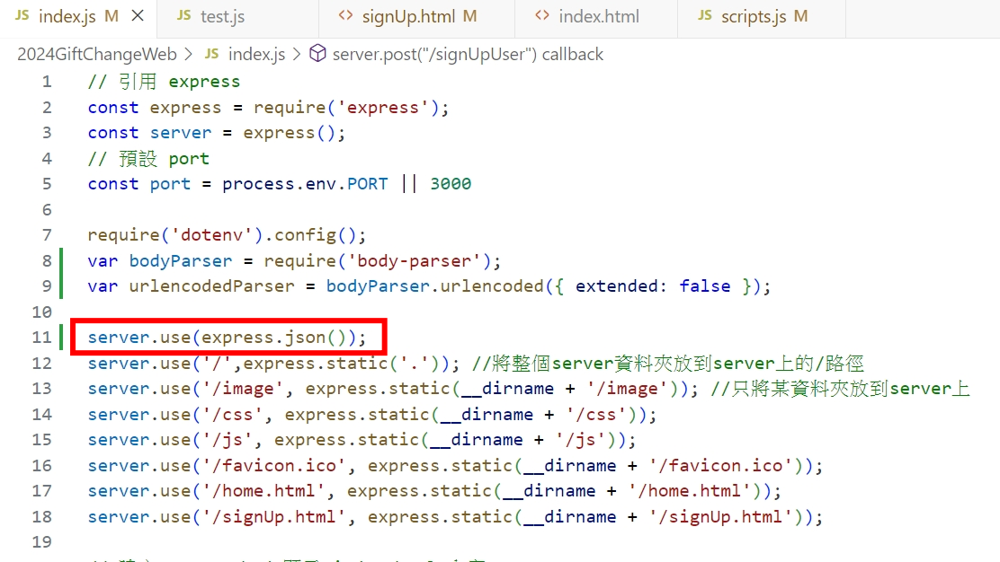 JS index.js M × JS test.js <> signUp.html M <> index.html JS scripts.js M
2024GiftChangeWeb > JS index.js > server.post("/signUpUser") callback
1 // 引用 express
2 const express = require('express');
3 const server = express();
4 // 預設 port
5 const port = process.env.PORT || 3000
6
7 require('dotenv').config();
8 var bodyParser = require('body-parser');
9 var urlencodedParser = bodyParser.urlencoded({ extended: false });
10
11 server.use(express.json());
12 server.use('/',express.static('.')); //將整個server資料夾放到server上的/路徑
13 server.use('/image', express.static(__dirname + '/image')); //只將某資料夾放到server上
14 server.use('/css', express.static(__dirname + '/css'));
15 server.use('/js', express.static(__dirname + '/js'));
16 server.use('/favicon.ico', express.static(__dirname + '/favicon.ico'));
17 server.use('/home.html', express.static(__dirname + '/home.html'));
18 server.use('/signUp.html', express.static(__dirname + '/signUp.html'));
19